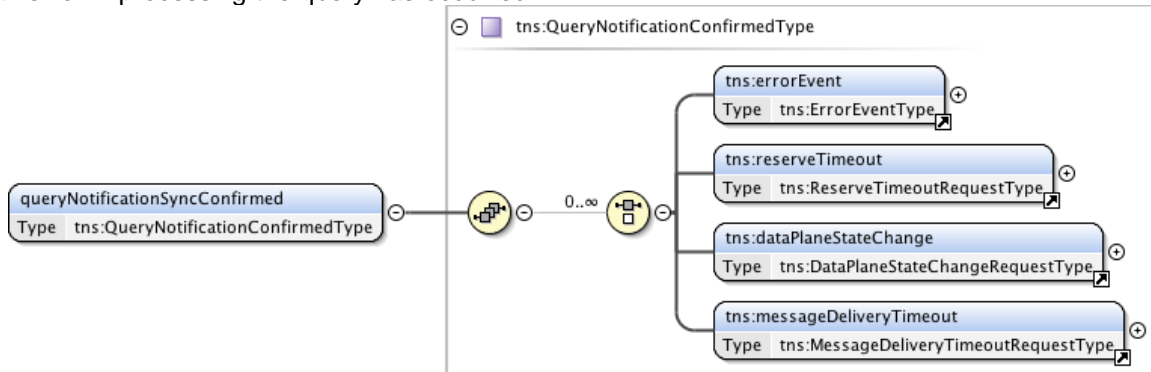 tns:QueryNotificationConfirmedType
tns:errorEvent
Type tns:ErrorEventType
tns:reserveTimeout
Type tns:ReserveTimeoutRequestType
queryNotificationSyncConfirmed
Type tns:QueryNotificationConfirmedType
0..∞
tns:dataPlaneStateChange
Type tns:DataPlaneStateChangeRequestType
tns:messageDeliveryTimeout
Type tns:MessageDeliveryTimeoutRequestType